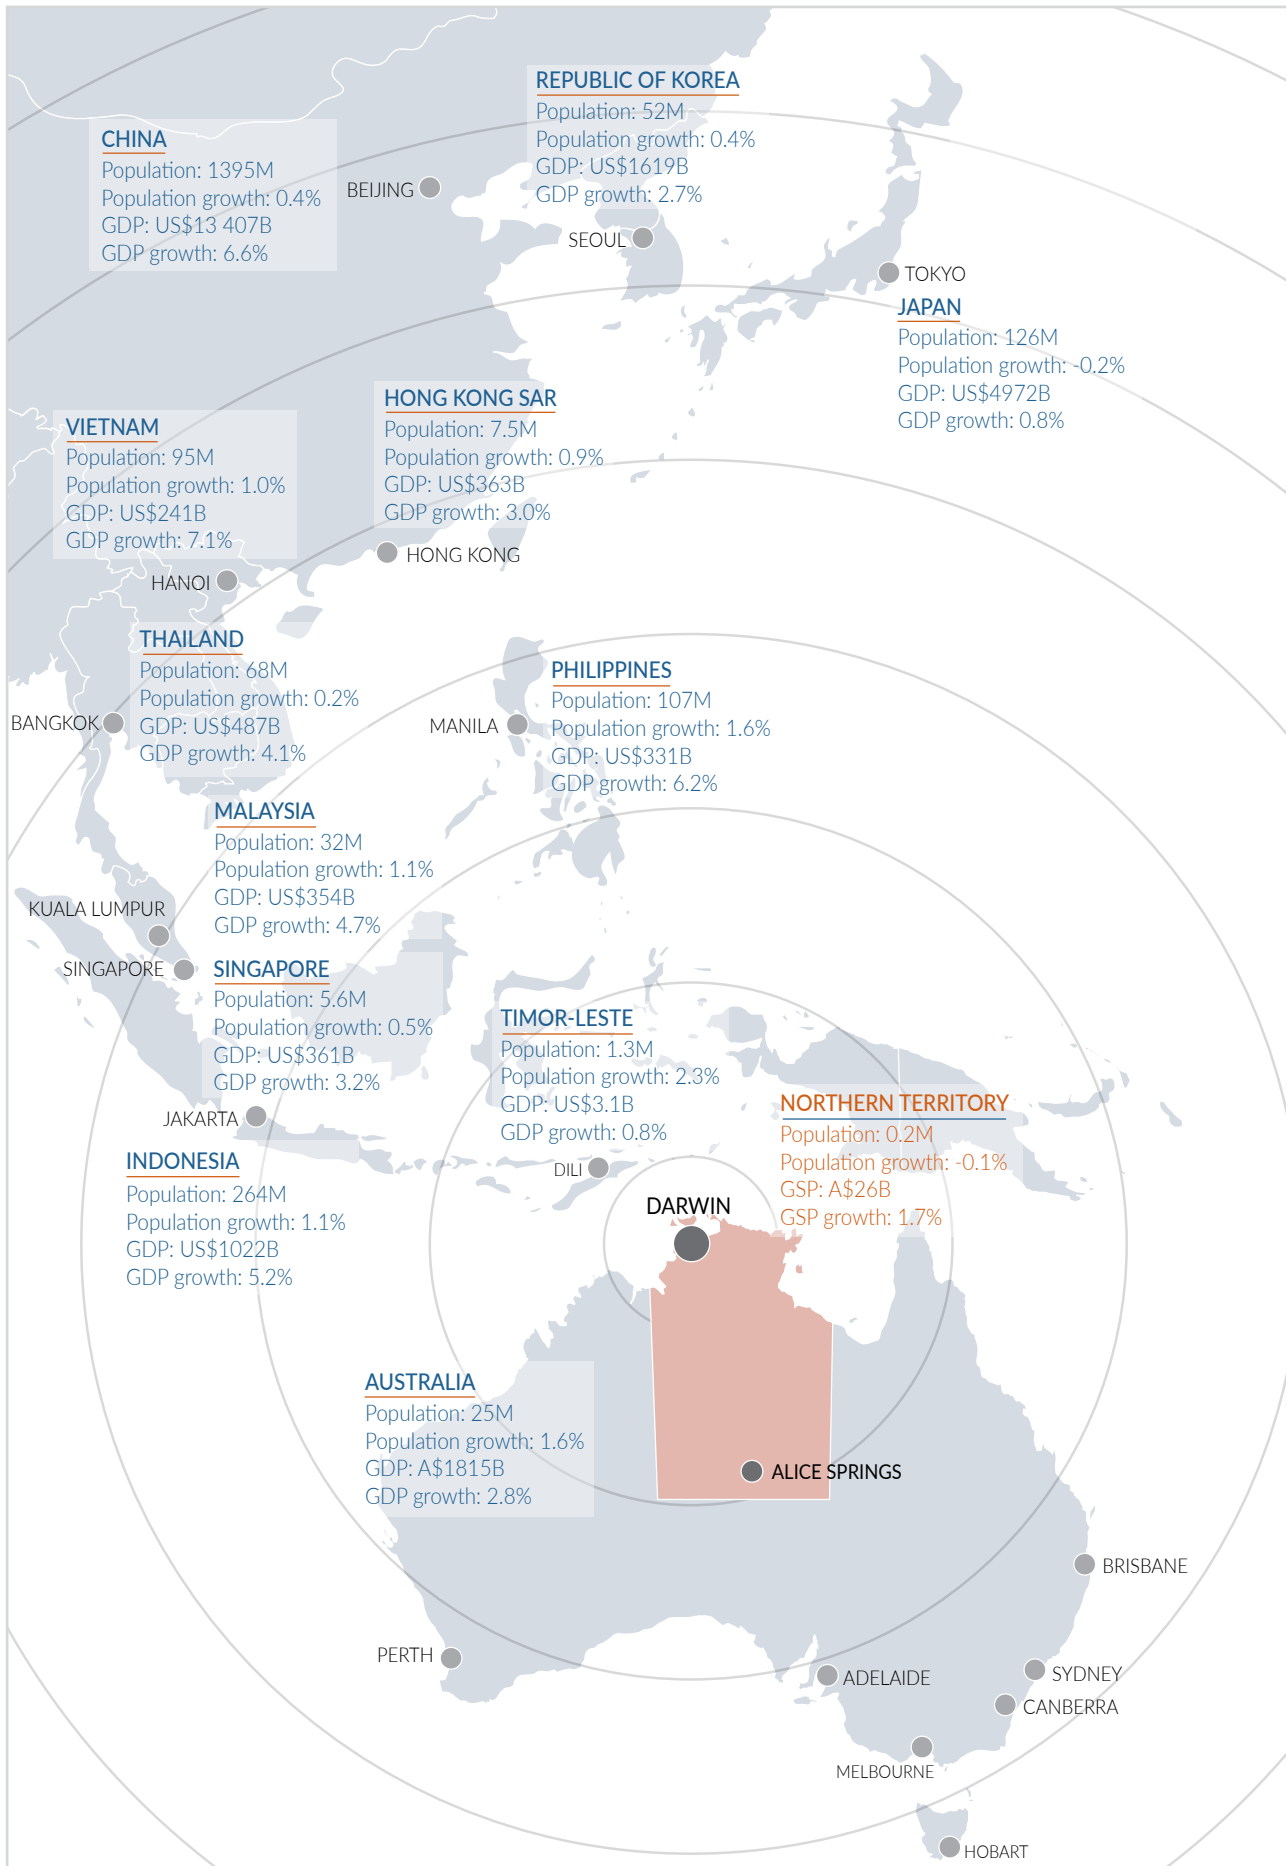 REPUBLIC OF KOREA
Population: 52M
Population growth: 0.4%
GDP: US$1619B
GDP growth: 2.7%
CHINA
Population: 1395M
Population growth: 0.4%
GDP: US$13 407B
GDP growth: 6.6%
BEIJING
SEOUL
TOKYO
JAPAN
Population: 126M
Population growth: -0.2%
GDP: US$4972B
GDP growth: 0.8%
HONG KONG SAR
Population: 7.5M
Population growth: 0.9%
GDP: US$363B
GDP growth: 3.0%
VIETNAM
Population: 95M
Population growth: 1.0%
GDP: US$241B
GDP growth: 7.1%
HONG KONG
HANOI
THAILAND
Population: 68M
Population growth: 0.2%
GDP: US$487B
GDP growth: 4.1%
BANGKOK
PHILIPPINES
Population: 107M
Population growth: 1.6%
GDP: US$331B
GDP growth: 6.2%
MANILA
MALAYSIA
Population: 32M
Population growth: 1.1%
GDP: US$354B
GDP growth: 4.7%
KUALA LUMPUR
SINGAPORE
SINGAPORE
Population: 5.6M
Population growth: 0.5%
GDP: US$361B
GDP growth: 3.2%
TIMOR-LESTE
Population: 1.3M
Population growth: 2.3%
GDP: US$3.1B
GDP growth: 0.8%
NORTHERN TERRITORY
Population: 0.2M
Population growth: -0.1%
GSP: A$26B
GSP growth: 1.7%
JAKARTA
INDONESIA
Population: 264M
Population growth: 1.1%
GDP: US$1022B
GDP growth: 5.2%
DILI
DARWIN
AUSTRALIA
Population: 25M
Population growth: 1.6%
GDP: A$1815B
GDP growth: 2.8%
ALICE SPRINGS
BRISBANE
PERTH
ADELAIDE
SYDNEY
CANBERRA
MELBOURNE
HOBART